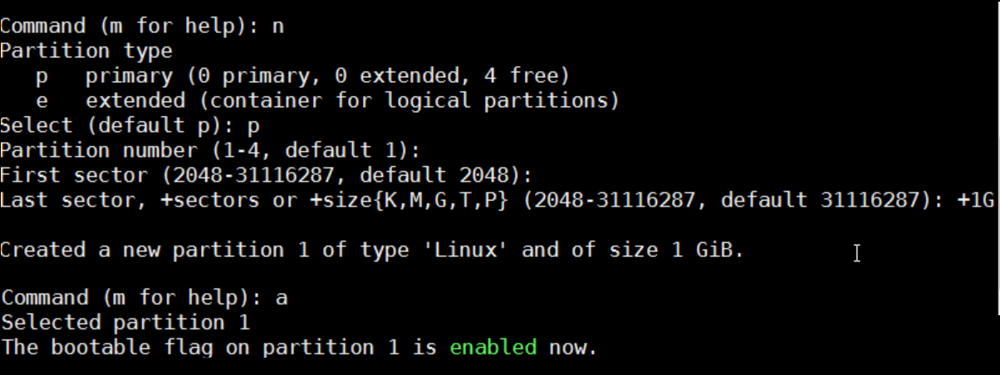 Command (m for help): n
Partition type
   p   primary (0 primary, 0 extended, 4 free)
   e   extended (container for logical partitions)
Select (default p): p
Partition number (1-4, default 1):
First sector (2048-31116287, default 2048):
Last sector, +sectors or +size{K,M,G,T,P} (2048-31116287, default 31116287): +1G
Created a new partition 1 of type 'Linux' and of size 1 GiB.
Command (m for help): a
Selected partition 1
The bootable flag on partition 1 is enabled now.